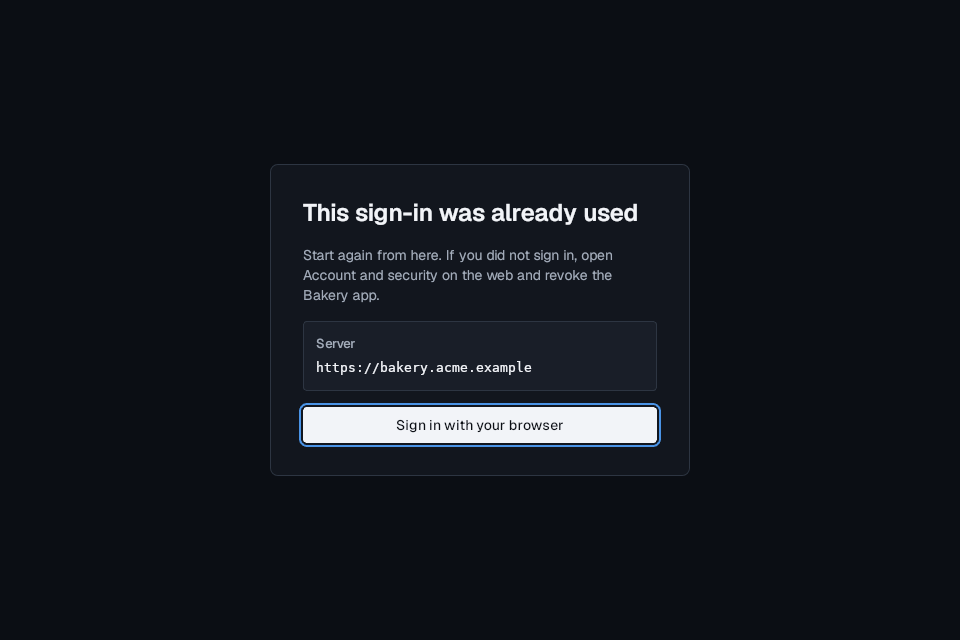 This sign-in was already used
Start again from here. If you did not sign in, open
Account and security on the web and revoke the
Bakery app.
Server
https://bakery.acme.example
Sign in with your browser